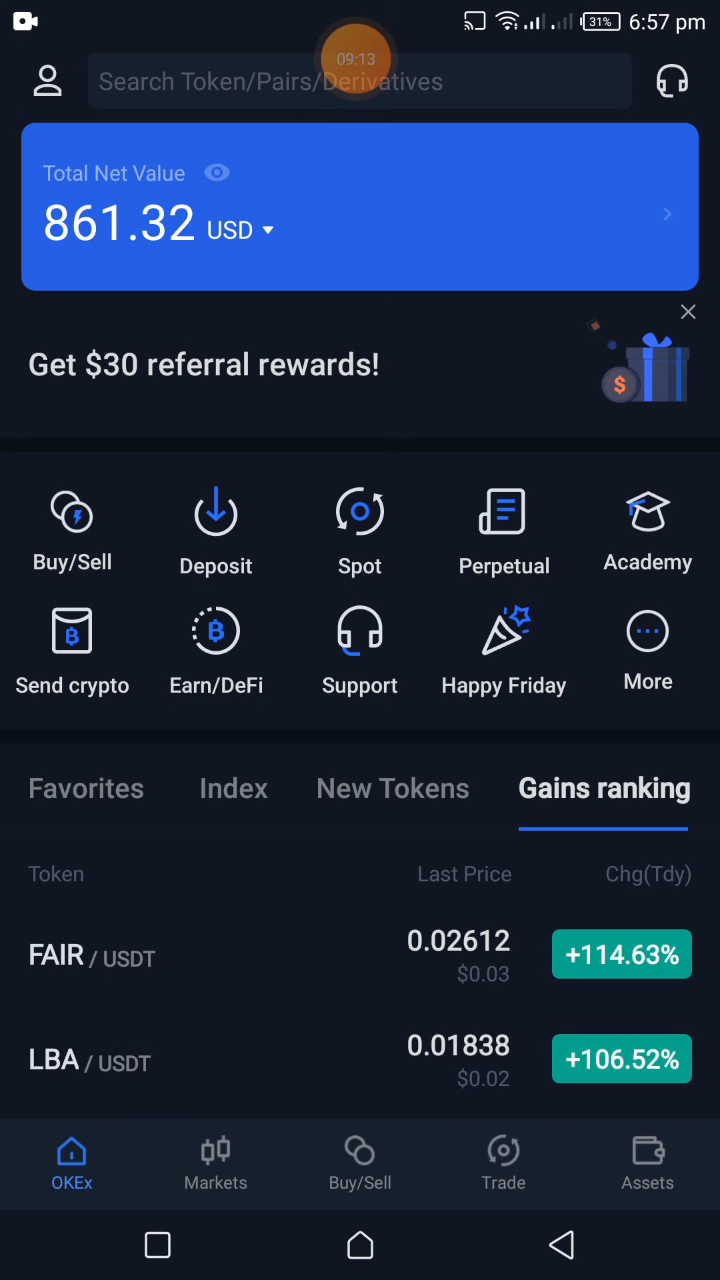 31% 6:57 pm
09:13
Search Token/Pairs/Derivatives
Total Net Value
861.32 USD
Get $30 referral rewards!
$
Buy/Sell Deposit Spot Perpetual Academy
Send crypto Earn/DeFi Support Happy Friday More
Favorites Index New Tokens Gains ranking
Token Last Price Chg(Tdy)
FAIR / USDT 0.02612 +114.63%
$0.03
LBA / USDT 0.01838 +106.52%
$0.02
OKEx Markets Buy/Sell Trade Assets